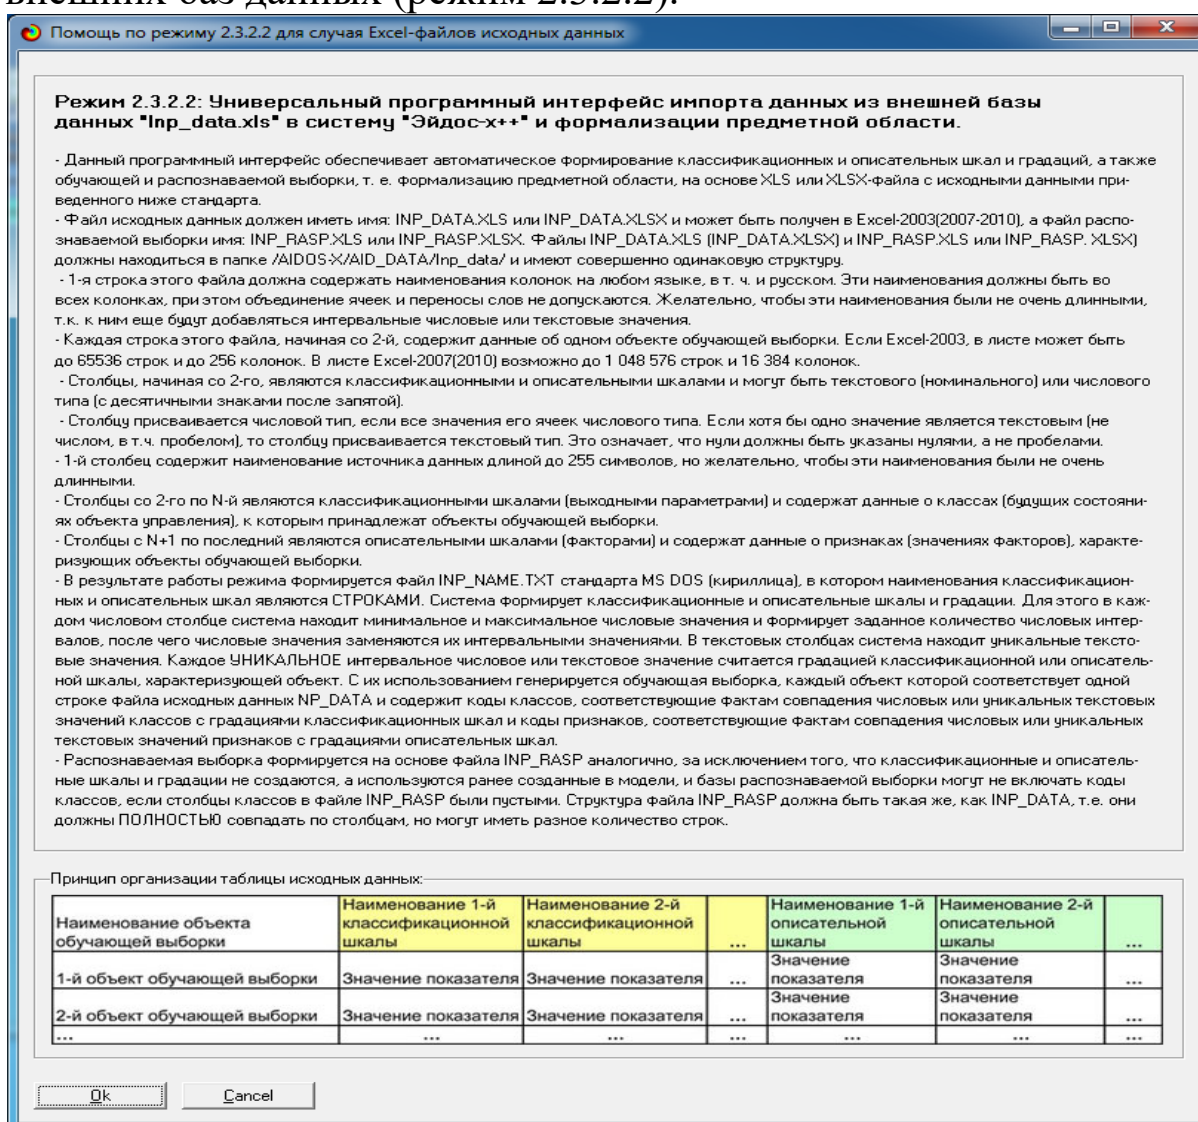 внешних баз данных (режим 2.3.2.2).
Помощь по режиму 2.3.2.2 для случая Excel-файлов исходных данных
Режим 2.3.2.2: Универсальный программный интерфейс импорта данных из внешней базы
данных "Inp_data.xls" в систему "Эйдос-х++" и формализации предметной области.
- Данный программный интерфейс обеспечивает автоматическое формирование классификационных и описательных шкал и градаций, а также
обучающей и распознаваемой выборки, т. е. формализацию предметной области, на основе XLS или XLSX-файла с исходными данными при-
веденного ниже стандарта.
- Файл исходных данных должен иметь имя: INP_DATA.XLS или INP_DATA.XLSX и может быть получен в Excel-2003(2007-2010), а файл распо-
знаваемой выборки имя: INP_RASP.XLS или INP_RASP.XLSX. Файлы INP_DATA.XLS (INP_DATA.XLSX) и INP_RASP.XLS или INP_RASP. XLSX)
должны находиться в папке /AIDOS-X/AID_DATA/Inp_data/ и имеют совершенно одинаковую структуру.
- 1-я строка этого файла должна содержать наименования колонок на любом языке, в т. ч. и русском. Эти наименования должны быть во
всех колонках, при этом объединение ячеек и переносы слов не допускаются. Желательно, чтобы эти наименования были не очень длинными,
т.к. к ним еще будут добавляться интервальные числовые или текстовые значения.
- Каждая строка этого файла, начиная со 2-й, содержит данные об одном объекте обучающей выборки. Если Excel-2003, в листе может быть
до 65536 строк и до 256 колонок. В листе Excel-2007(2010) возможно до 1 048 576 строк и 16 384 колонок.
- Столбцы, начиная со 2-го, являются классификационными и описательными шкалами и могут быть текстового (номинального) или числового
типа (с десятичными знаками после запятой).
- Столбцу присваивается числовой тип, если все значения его ячеек числового типа. Если хотя бы одно значение является текстовым (не
числом, в т.ч. пробелом), то столбцу присваивается текстовый тип. Это означает, что нули должны быть указаны нулями, а не пробелами.
- 1-й столбец содержит наименование источника данных длиной до 255 символов, но желательно, чтобы эти наименования были не очень
длинными.
- Столбцы со 2-го по N-й являются классификационными шкалами (выходными параметрами) и содержат данные о классах (будущих состояни-
ях объекта управления), к которым принадлежат объекты обучающей выборки.
- Столбцы с N+1 по последний являются описательными шкалами (факторами) и содержат данные о признаках (значениях факторов), характе-
ризующих объекты обучающей выборки.
- В результате работы режима формируется файл INP_NAME.TXT стандарта MS DOS (кириллица), в котором наименования классификацион-
ных и описательных шкал являются СТРОКАМИ. Система формирует классификационные и описательные шкалы и градации. Для этого в каж-
дом числовом столбце система находит минимальное и максимальное числовые значения и формирует заданное количество числовых интер-
валов, после чего числовые значения заменяются их интервальными значениями. В текстовых столбцах система находит уникальные тексто-
вые значения. Каждое УНИКАЛЬНОЕ интервальное числовое или текстовое значение считается градацией классификационной или описатель-
ной шкалы, характеризующей объект. С их использованием генерируется обучающая выборка, каждый объект которой соответствует одной
строке файла исходных данных NP_DATA и содержит коды классов, соответствующие фактам совпадения числовых или уникальных текстовых
значений классов с градациями классификационных шкал и коды признаков, соответствующие фактам совпадения числовых или уникальных
текстовых значений признаков с градациями описательных шкал.
- Распознаваемая выборка формируется на основе файла INP_RASP аналогично, за исключением того, что классификационные и описатель-
ные шкалы и градации не создаются, а используются ранее созданные в модели, и базы распознаваемой выборки могут не включать коды
классов, если столбцы классов в файле INP_RASP были пустыми. Структура файла INP_RASP должна быть такая же, как INP_DATA, т.е. они
должны ПОЛНОСТЬЮ совпадать по столбцам, но могут иметь разное количество строк.
Принцип организации таблицы исходных данных:
Наименование объекта обучающей выборки Наименование 1-й классификационной шкалы Наименование 2-й классификационной шкалы ... Наименование 1-й описательной шкалы Наименование 2-й описательной шкалы ...
1-й объект обучающей выборки Значение показателя Значение показателя ... Значение показателя Значение показателя ...
2-й объект обучающей выборки Значение показателя Значение показателя ... Значение показателя Значение показателя ...
... ... ... ... ... ... ...
Ok Cancel